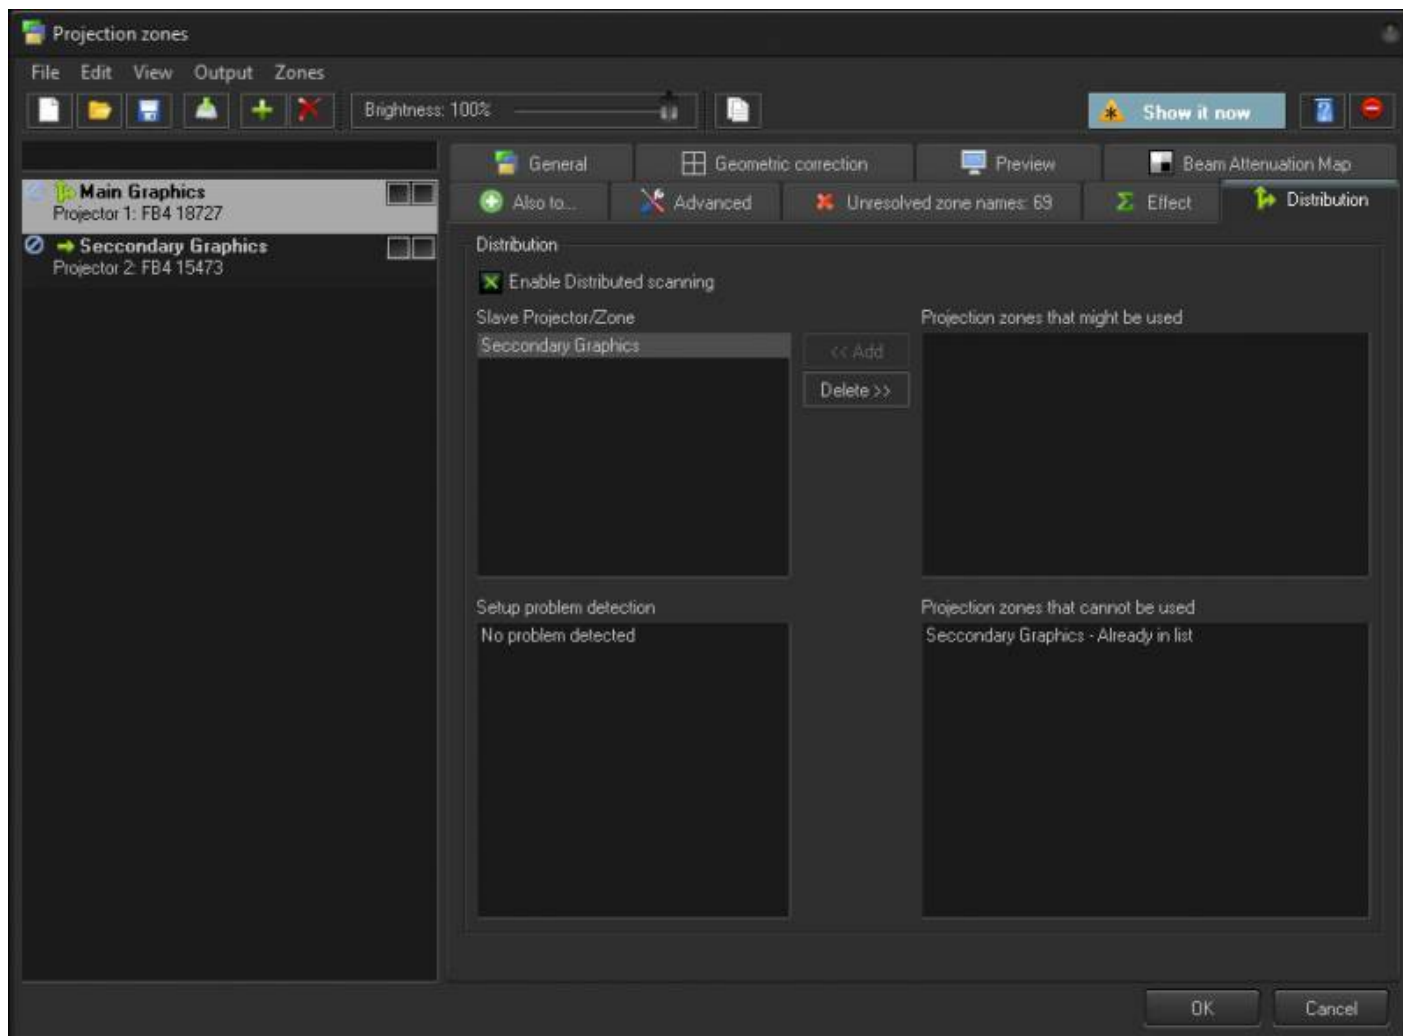 Projection zones
File Edit View Output Zones
Brightness: 100%
Show it now
Main Graphics
Projector 1: FB4 18727
Seccondary Graphics
Projector 2: FB4 15473
General Geometric correction Preview Beam Attenuation Map
Also to... Advanced Unresolved zone names: 69 Effect Distribution
Distribution
Enable Distributed scanning
Slave Projector/Zone
Seccondary Graphics
<< Add
Delete >>
Projection zones that might be used
Setup problem detection
No problem detected
Projection zones that cannot be used
Seccondary Graphics - Already in list
OK Cancel